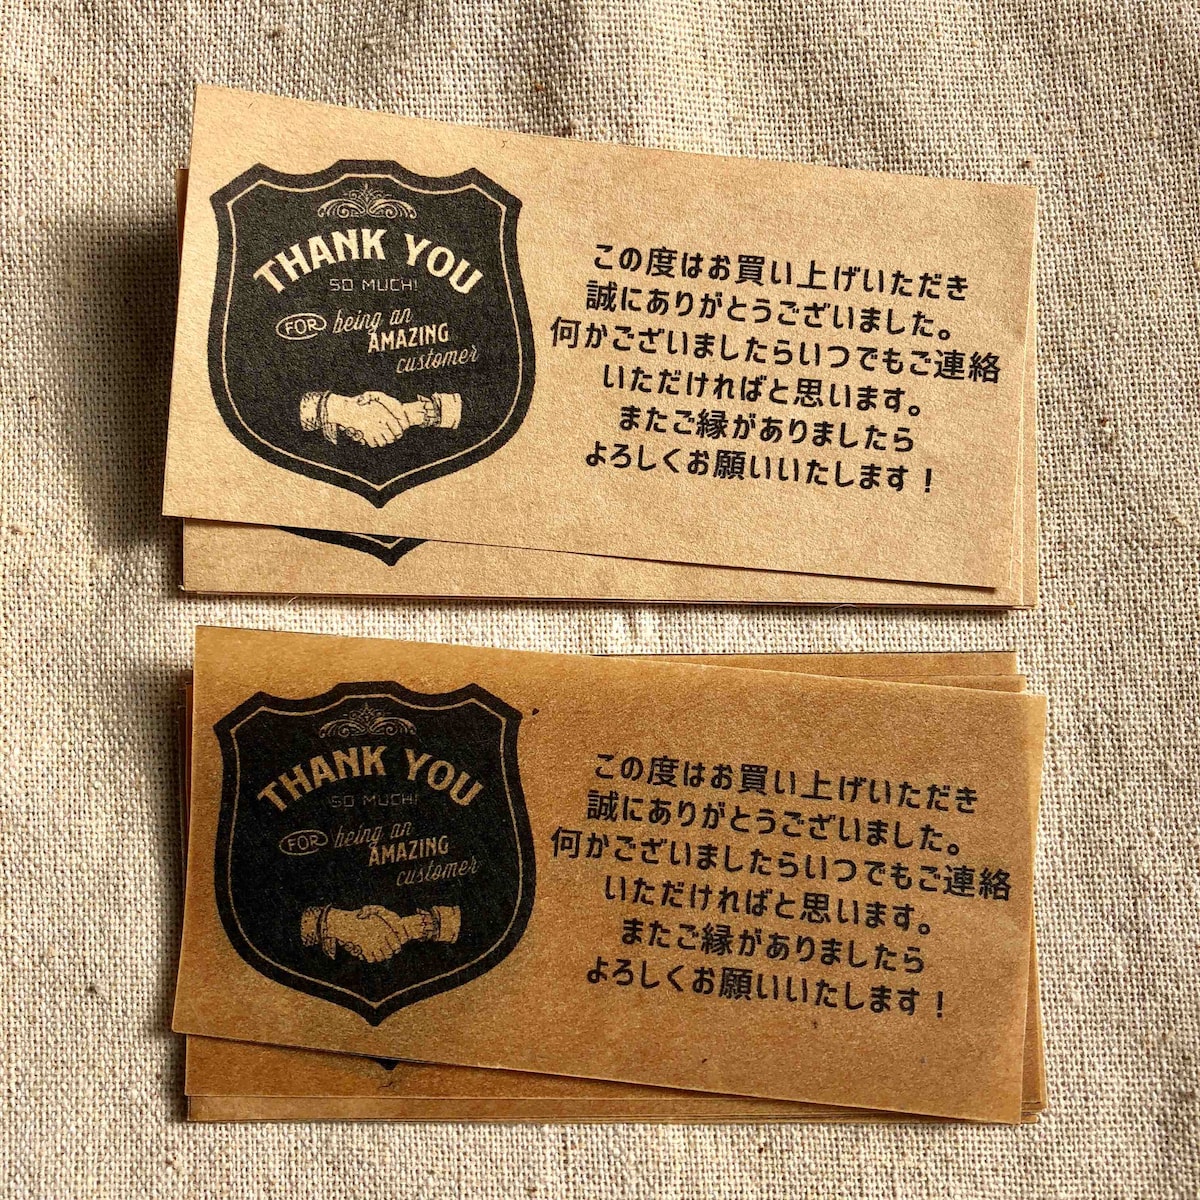 THANK YOU
SO MUCH!
FOR being an
AMAZING
customer
この度はお買い上げいただき
誠にありがとうございました。
何かございましたらいつでもご連絡
いただければと思います。
またご縁がありましたら
よろしくお願いいたします！
THANK YOU
SO MUCH!
FOR being an
AMAZING
customer
この度はお買い上げいただき
誠にありがとうございました。
何かございましたらいつでもご連絡
いただければと思います。
またご縁がありましたら
よろしくお願いいたします！